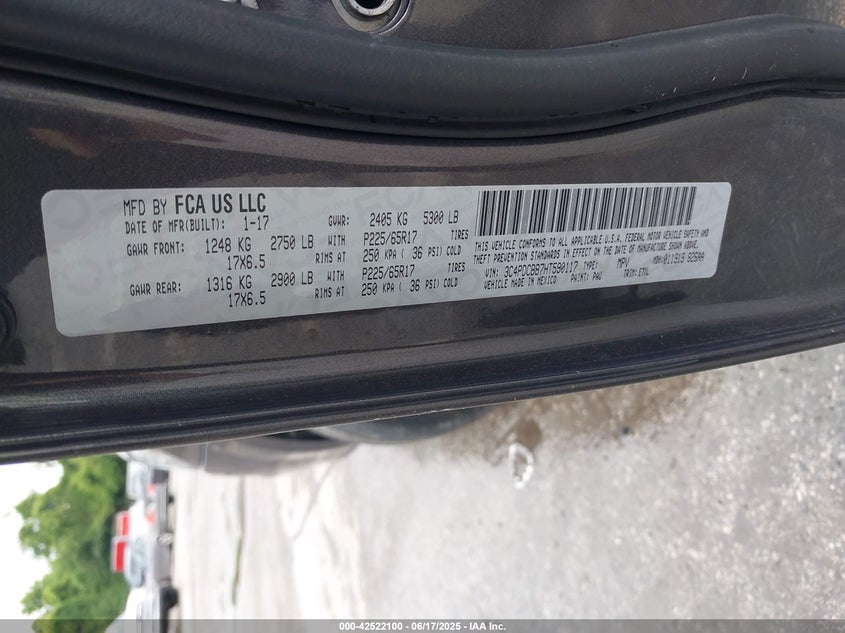 MFD BY FCA US LLC
DATE OF MFR(BUILT): 1-17 GVWR: 2405 KG 5300 LB
GAWR FRONT: 1248 KG 2750 LB WITH P225/65R17 TIRES
17X6.5 RIMS AT 250 KPA ( 36 PSI) COLD
GAWR REAR: 1316 KG 2900 LB WITH P225/65R17 TIRES
17X6.5 RIMS AT 250 KPA ( 36 PSI) COLD
THIS VEHICLE CONFORMS TO ALL APPLICABLE U.S.A. FEDERAL MOTOR VEHICLE SAFETY AND
THEFT PREVENTION STANDARDS IN EFFECT ON THE DATE OF MANUFACTURE SHOWN ABOVE.
VIN: 3C4PDCBB7HT590117 TYPE: MPV MDH: 011919
VEHICLE MADE IN MEXICO PAINT: PAU TRIM:
000-42522100 - 06/17/2025 - IAA Inc.